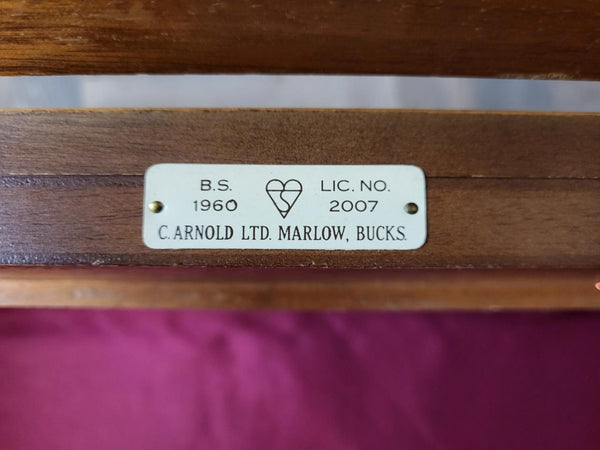 B.S. LIC. NO.
1960 2007
C. ARNOLD LTD. MARLOW, BUCKS.